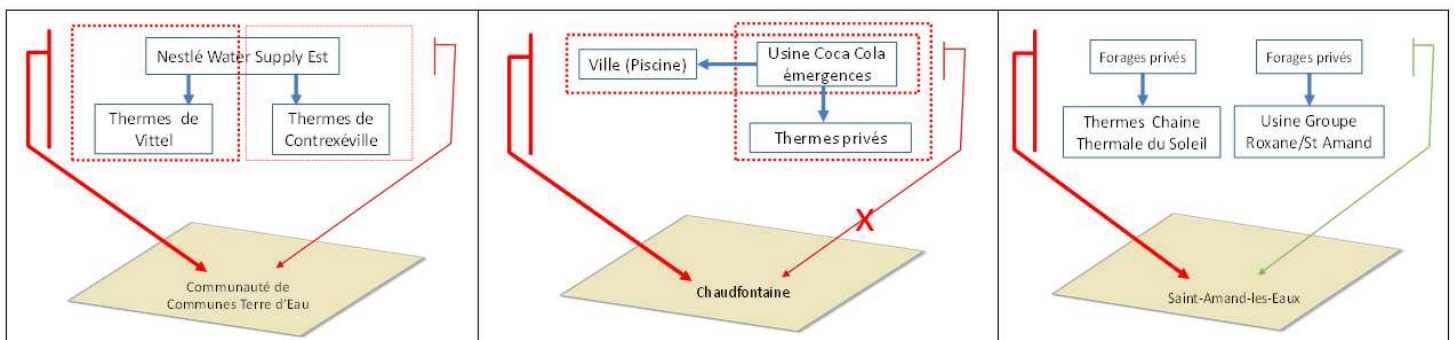 Nestlé Water Supply Est
Thermes de
Vittel
Thermes de
Contrexéville
Communauté de
Communes Terre d'Eau
Ville (Piscine)
Usine Coca Cola
émergences
Thermes privés
X
Chaudfontaine
Forages privés
Forages privés
Thermes Chaine
Thermale du Soleil
Usine Groupe
Roxane/St Amand
Saint-Amand-les-Eaux